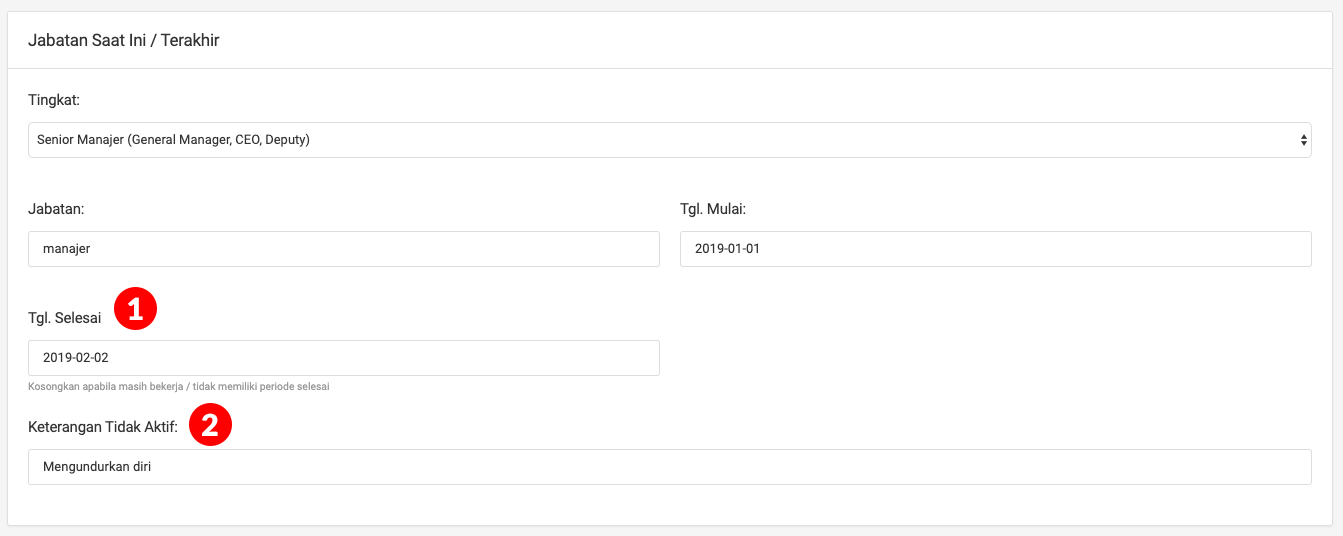 Jabatan Saat Ini / Terakhir
Tingkat:
Senior Manajer (General Manager, CEO, Deputy)
Jabatan:
Tgl. Mulai:
manajer
2019-01-01
Tgl. Selesai
1
2019-02-02
Kosongkan apabila masih bekerja / tidak memiliki periode selesai
Keterangan Tidak Aktif:
2
Mengundurkan diri